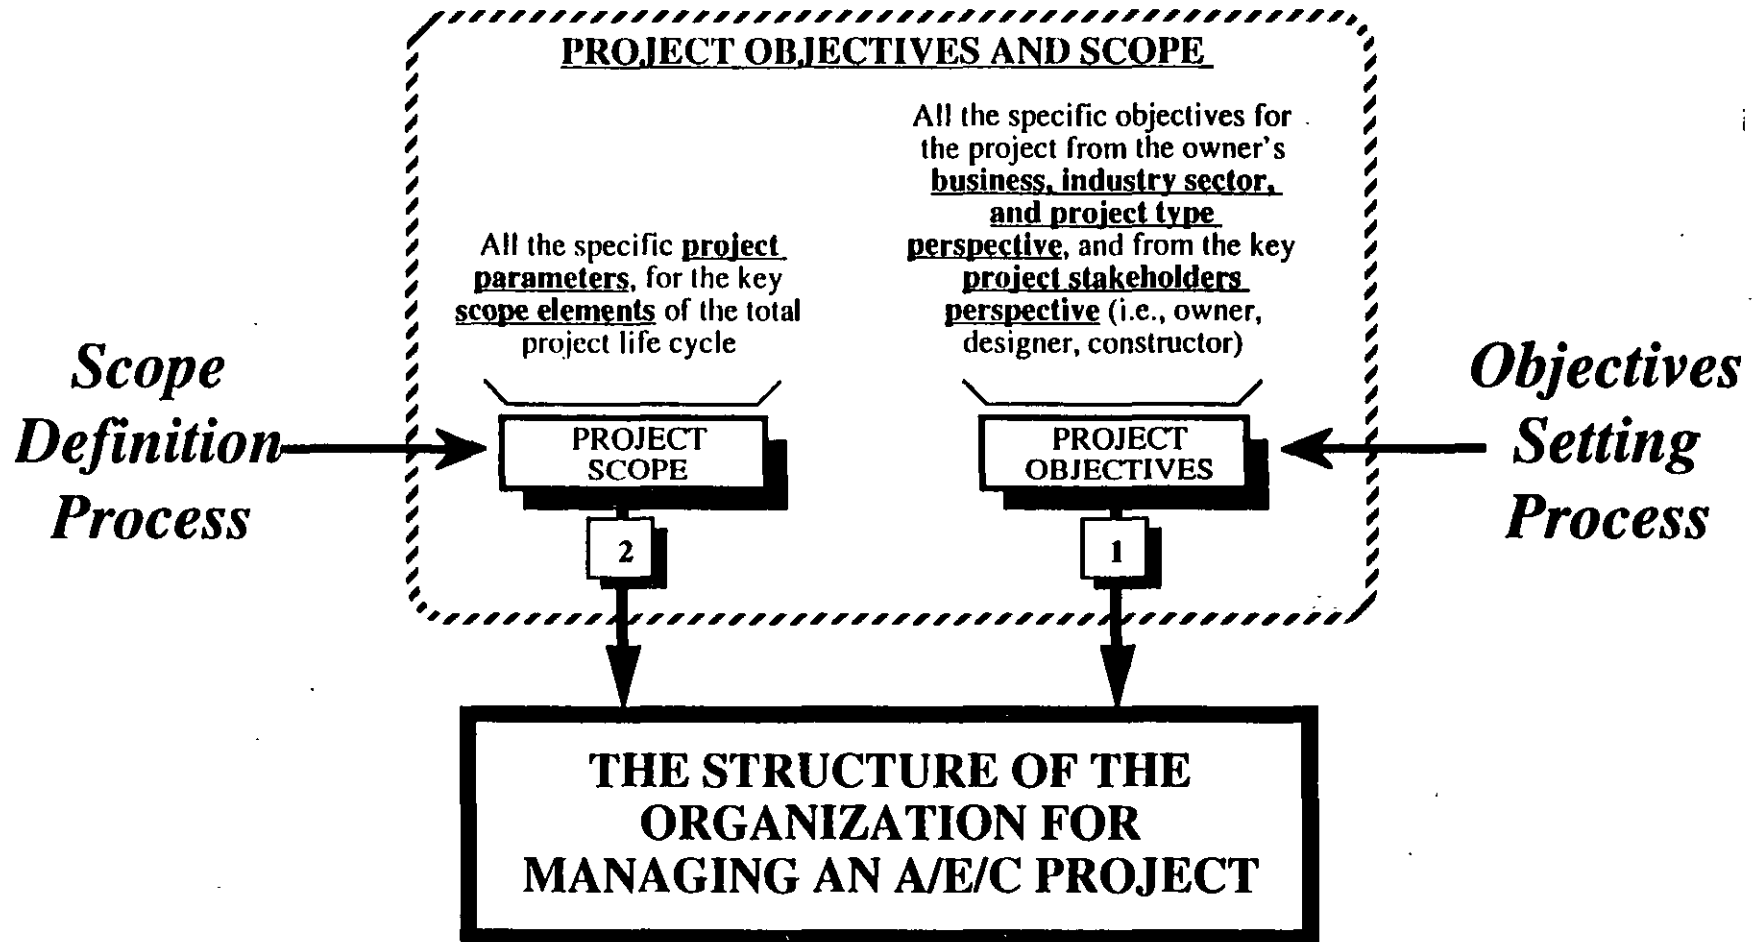 PROJECT OBJECTIVES AND SCOPE
All the specific objectives for
the project from the owner's
business, industry sector,
and project type
perspective, and from the key
project stakeholders
perspective (i.e., owner,
designer, constructor)
All the specific project
parameters, for the key
scope elements of the total
project life cycle
Scope
Definition
Process
PROJECT
SCOPE
PROJECT
OBJECTIVES
Objectives
Setting
Process
2
1
THE STRUCTURE OF THE
ORGANIZATION FOR
MANAGING AN A/E/C PROJECT